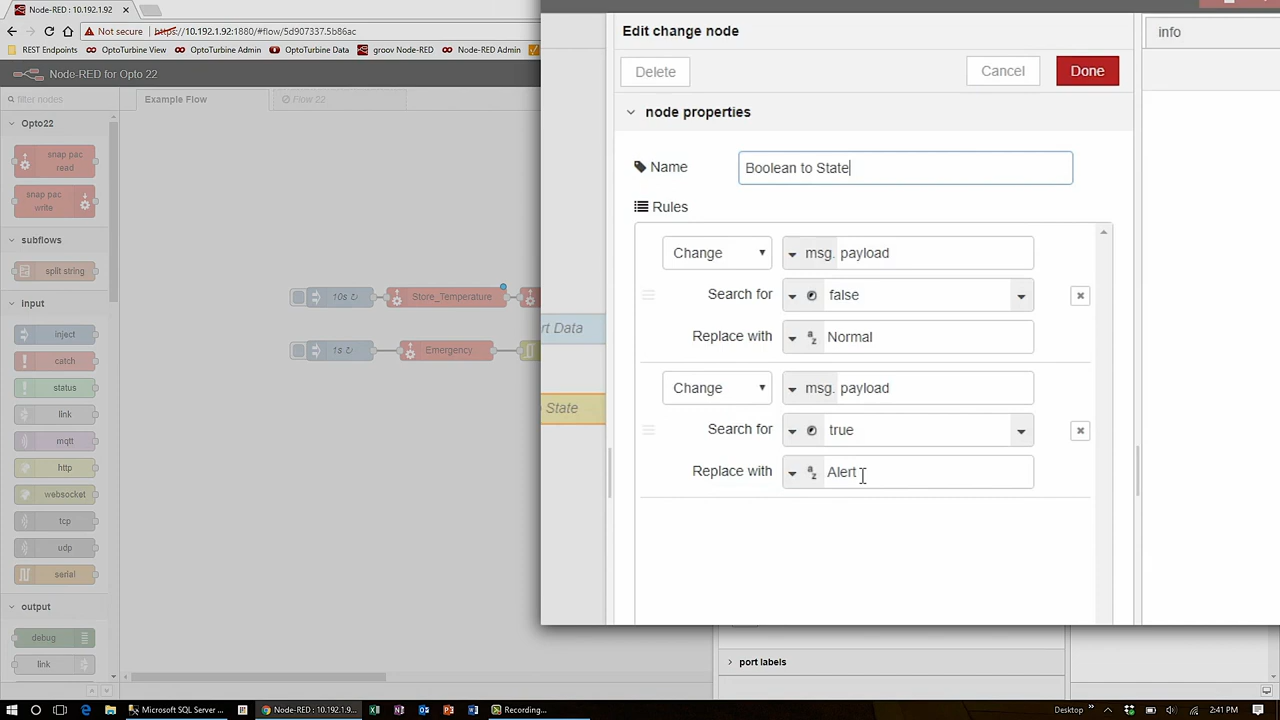 Node-RED : 10.192.1.92
Not secure
https://10.192.1.92:1880/#flow/5d907337.5b86ac
REST Endpoints
OptoTurbine View
OptoTurbine Data
groov Node-RED
Node-RED Admin
Node-RED for Opto 22
filter nodes
Example Flow
Flow 22
Opto22
snap pac
read
snap pac
write
subflows
split string
input
inject
catch
status
link
mqtt
http
websocket
tcp
udp
serial
output
debug
link
10s ↻
Store_Temperature
1s ↻
Emergency
rt Data
State
Edit change node
Delete
Cancel
Done
node properties
Name
Boolean to State
Rules
Change
msg. payload
Search for
false
Replace with
Normal
Change
msg. payload
Search for
true
Replace with
Alert
port labels
info
Microsoft SQL Server ...
Node-RED : 10.192.1.9...
Recording...
Desktop
2:41 PM